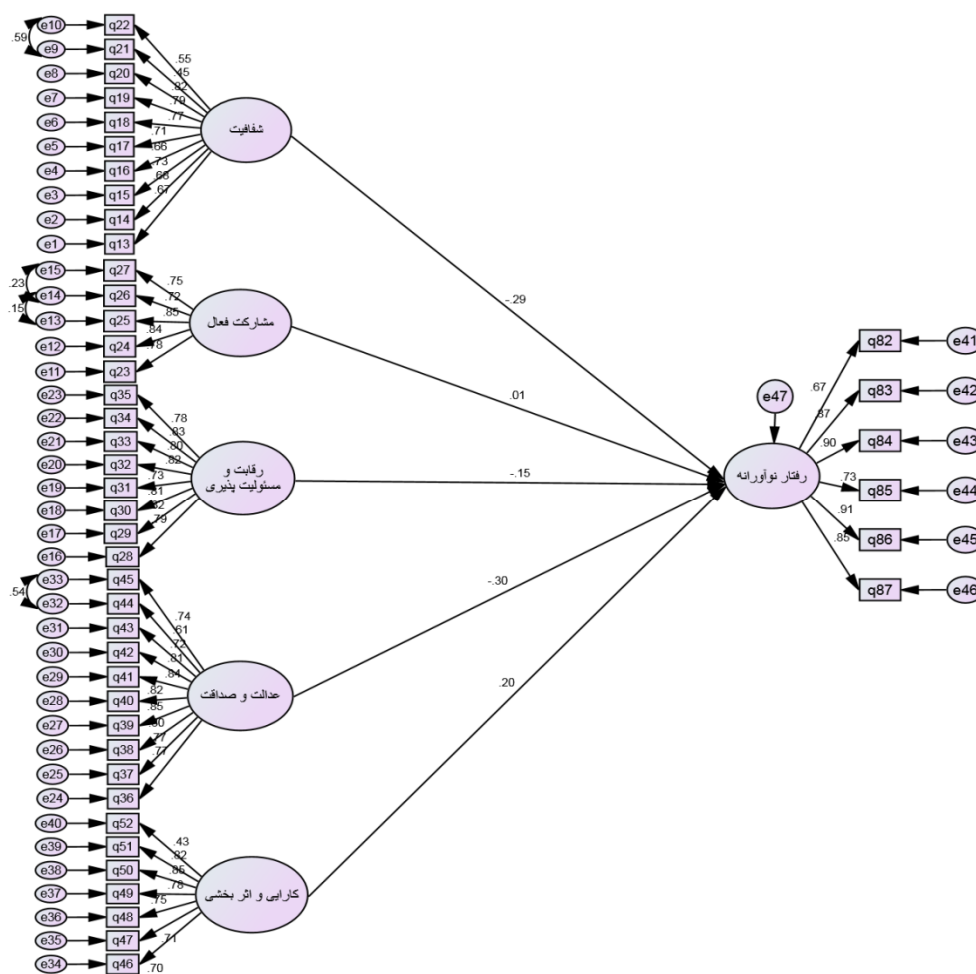 e10 q22
.59
e9 q21
e8 q20
e7 q19
e6 q18
e5 q17
e4 q16
e3 q15
e2 q14
e1 q13
.55
.45
.82
.79
.77
.71
.66
.73
.68
.67
شفافیت
-.29
e15 q27
.23
e14 q26
.15
e13 q25
e12 q24
e11 q23
.75
.72
.85
.84
.78
مشارکت فعال
.01
e23 q35
e22 q34
e21 q33
e20 q32
e19 q31
e18 q30
e17 q29
e16 q28
.78
.83
.80
.82
.73
.81
.82
.79
رقابت و
مسئولیت پذیری
-.15
e33 q45
.54
e32 q44
e31 q43
e30 q42
e29 q41
e28 q40
e27 q39
e26 q38
e25 q37
e24 q36
.74
.61
.72
.81
.84
.82
.85
.80
.77
.77
عدالت و صداقت
-.30
e40 q52
e39 q51
e38 q50
e37 q49
e36 q48
e35 q47
e34 q46
.43
.82
.85
.78
.75
.71
.70
کارایی و اثر بخشی
.20
e47
رفتار نوآورانه
.67
.87
.90
.73
.91
.85
q82 e41
q83 e42
q84 e43
q85 e44
q86 e45
q87 e46